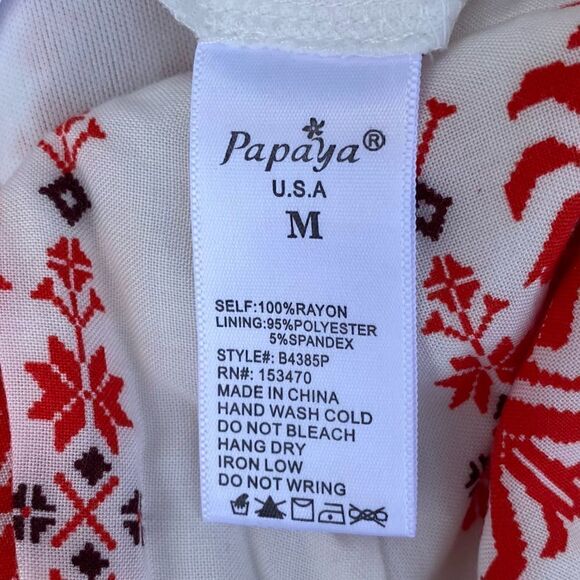 Papaya®
U.S.A
M
SELF:100%RAYON
LINING:95%POLYESTER
5%SPANDEX
STYLE#: B4385P
RN#: 153470
MADE IN CHINA
HAND WASH COLD
DO NOT BLEACH
HANG DRY
IRON LOW
DO NOT WRING